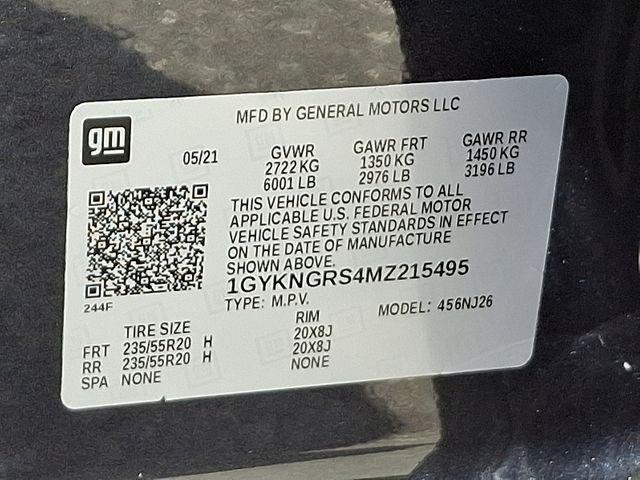 MFD BY GENERAL MOTORS LLC
gm
05/21
GVWR GAWR FRT GAWR RR
2722 KG 1350 KG 1450 KG
6001 LB 2976 LB 3196 LB
THIS VEHICLE CONFORMS TO ALL
APPLICABLE U.S. FEDERAL MOTOR
VEHICLE SAFETY STANDARDS IN EFFECT
ON THE DATE OF MANUFACTURE
SHOWN ABOVE.
1GYKNGRS4MZ215495
244F
TYPE: M.P.V. MODEL: 456NJ26
TIRE SIZE RIM
FRT 235/55R20 H 20X8J
RR 235/55R20 H 20X8J
SPA NONE NONE